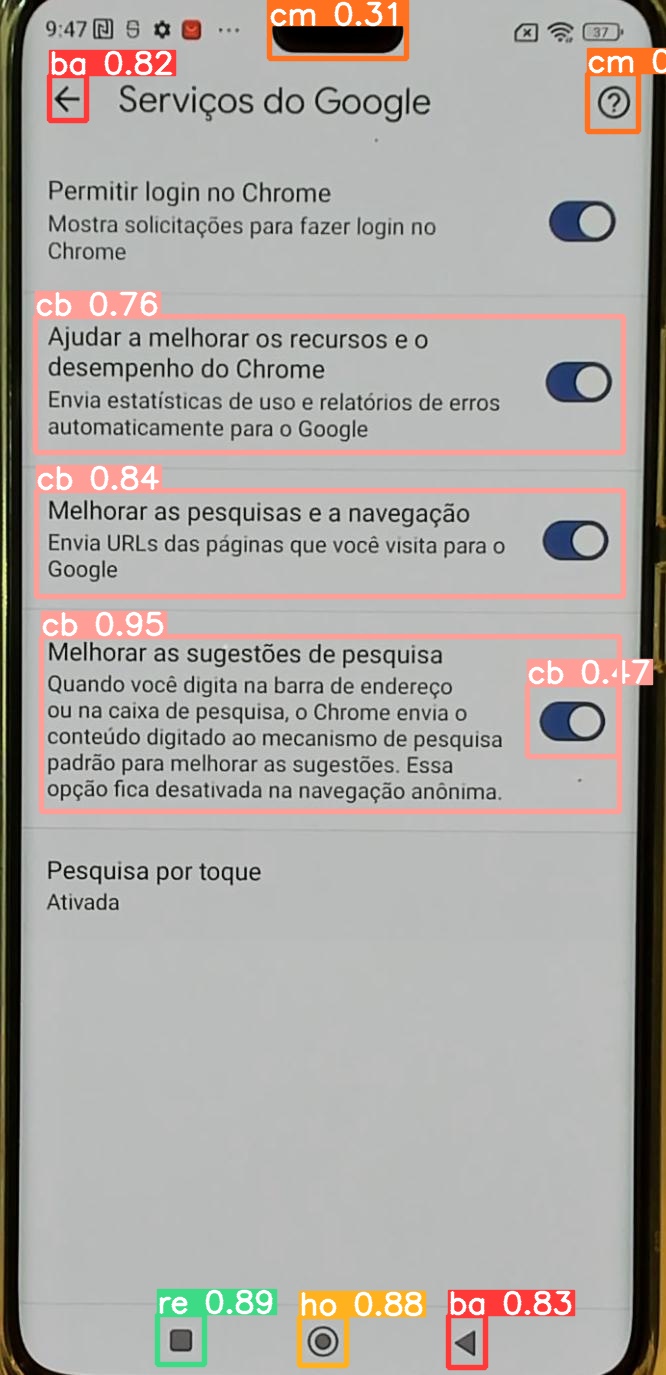 cm 0.31
9:47 ... 37
ba 0.82
cm 0
Serviços do Google
Permitir login no Chrome
Mostra solicitações para fazer login no
Chrome
cb 0.76
Ajudar a melhorar os recursos e o
desempenho do Chrome
Envia estatísticas de uso e relatórios de erros
automaticamente para o Google
cb 0.84
Melhorar as pesquisas e a navegação
Envia URLs das páginas que você visita para o
Google
cb 0.95
Melhorar as sugestões de pesquisa
cb 0.47
Quando você digita na barra de endereço
ou na caixa de pesquisa, o Chrome envia o
conteúdo digitado ao mecanismo de pesquisa
padrão para melhorar as sugestões. Essa
opção fica desativada na navegação anônima.
Pesquisa por toque
Ativada
re 0.89
ho 0.88
ba 0.83